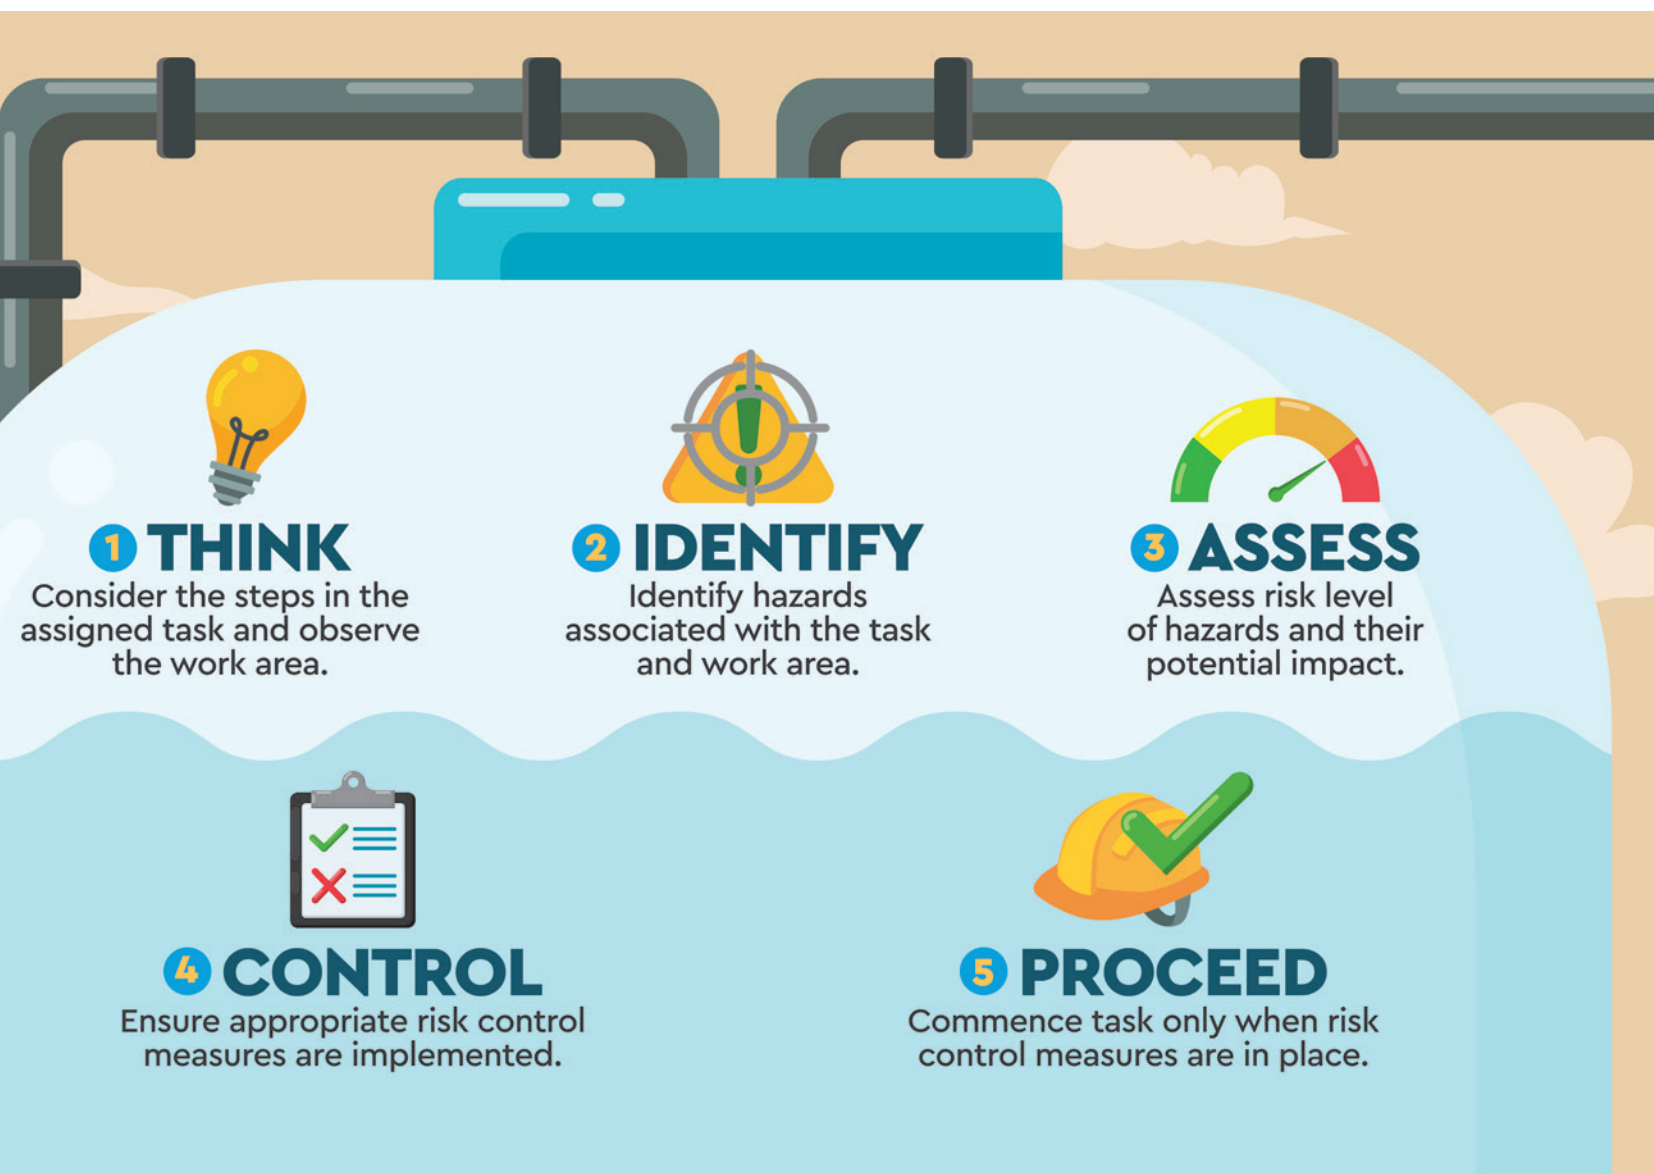 1 THINK
Consider the steps in the
assigned task and observe
the work area.
2 IDENTIFY
Identify hazards
associated with the task
and work area.
3 ASSESS
Assess risk level
of hazards and their
potential impact.
4 CONTROL
Ensure appropriate risk control
measures are implemented.
5 PROCEED
Commence task only when risk
control measures are in place.